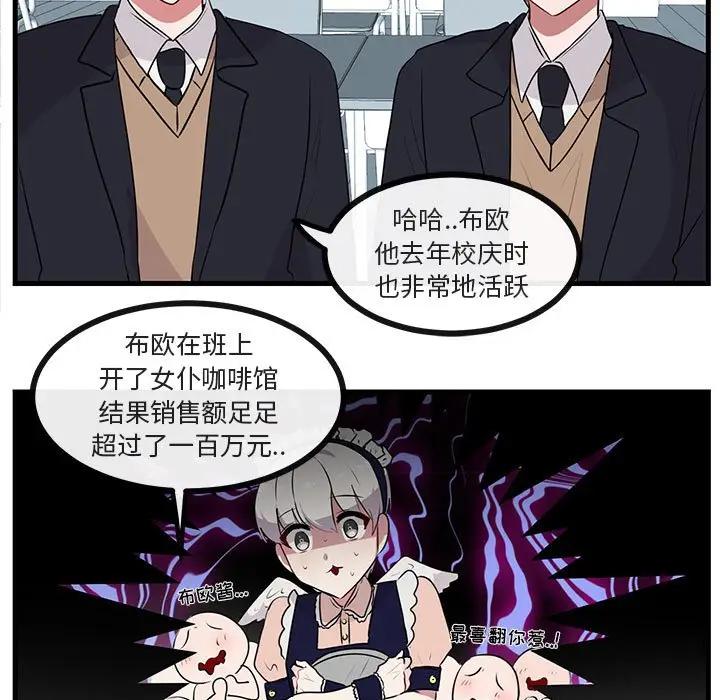 哈哈..布欧
他去年校庆时
也非常地活跃
布欧在班上
开了女仆咖啡馆
结果销售额足足
超过了一百万元..
布欧酱...
最喜翻你惹..!